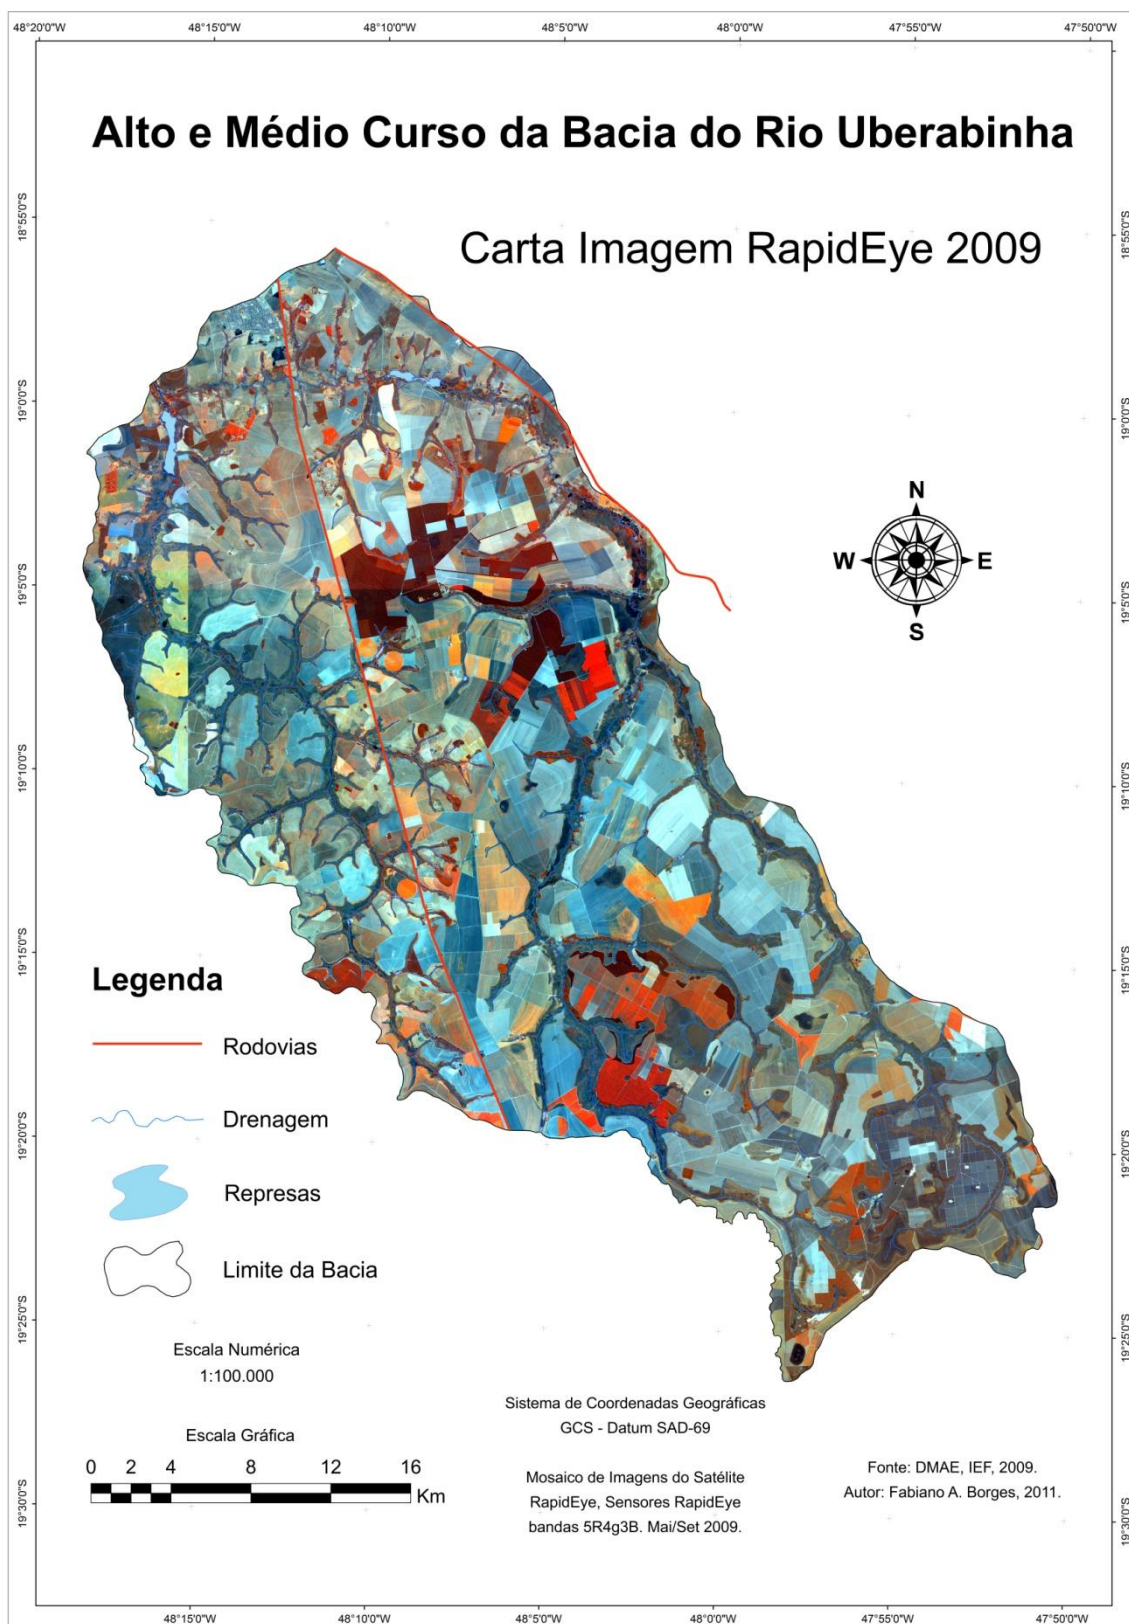 48°20'0"W 48°15'0"W 48°10'0"W 48°5'0"W 48°0'0"W 47°55'0"W 47°50'0"W
Alto e Médio Curso da Bacia do Rio Uberabinha
Carta Imagem RapidEye 2009
18°55'0"S
18°55'0"S
19°0'0"S
19°0'0"S
N
W E
S
19°5'0"S
19°5'0"S
19°10'0"S
19°10'0"S
19°15'0"S
19°15'0"S
Legenda
Rodovias
Drenagem
19°20'0"S
19°20'0"S
Represas
Limite da Bacia
19°25'0"S
19°25'0"S
Escala Numérica
1:100.000
Escala Gráfica
0 2 4 8 12 16
Km
Sistema de Coordenadas Geográficas
GCS - Datum SAD-69
Mosaico de Imagens do Satélite
RapidEye, Sensores RapidEye
bandas 5R4g3B. Mai/Set 2009.
Fonte: DMAE, IEF, 2009.
Autor: Fabiano A. Borges, 2011.
19°30'0"S
19°30'0"S
48°15'0"W 48°10'0"W 48°5'0"W 48°0'0"W 47°55'0"W 47°50'0"W